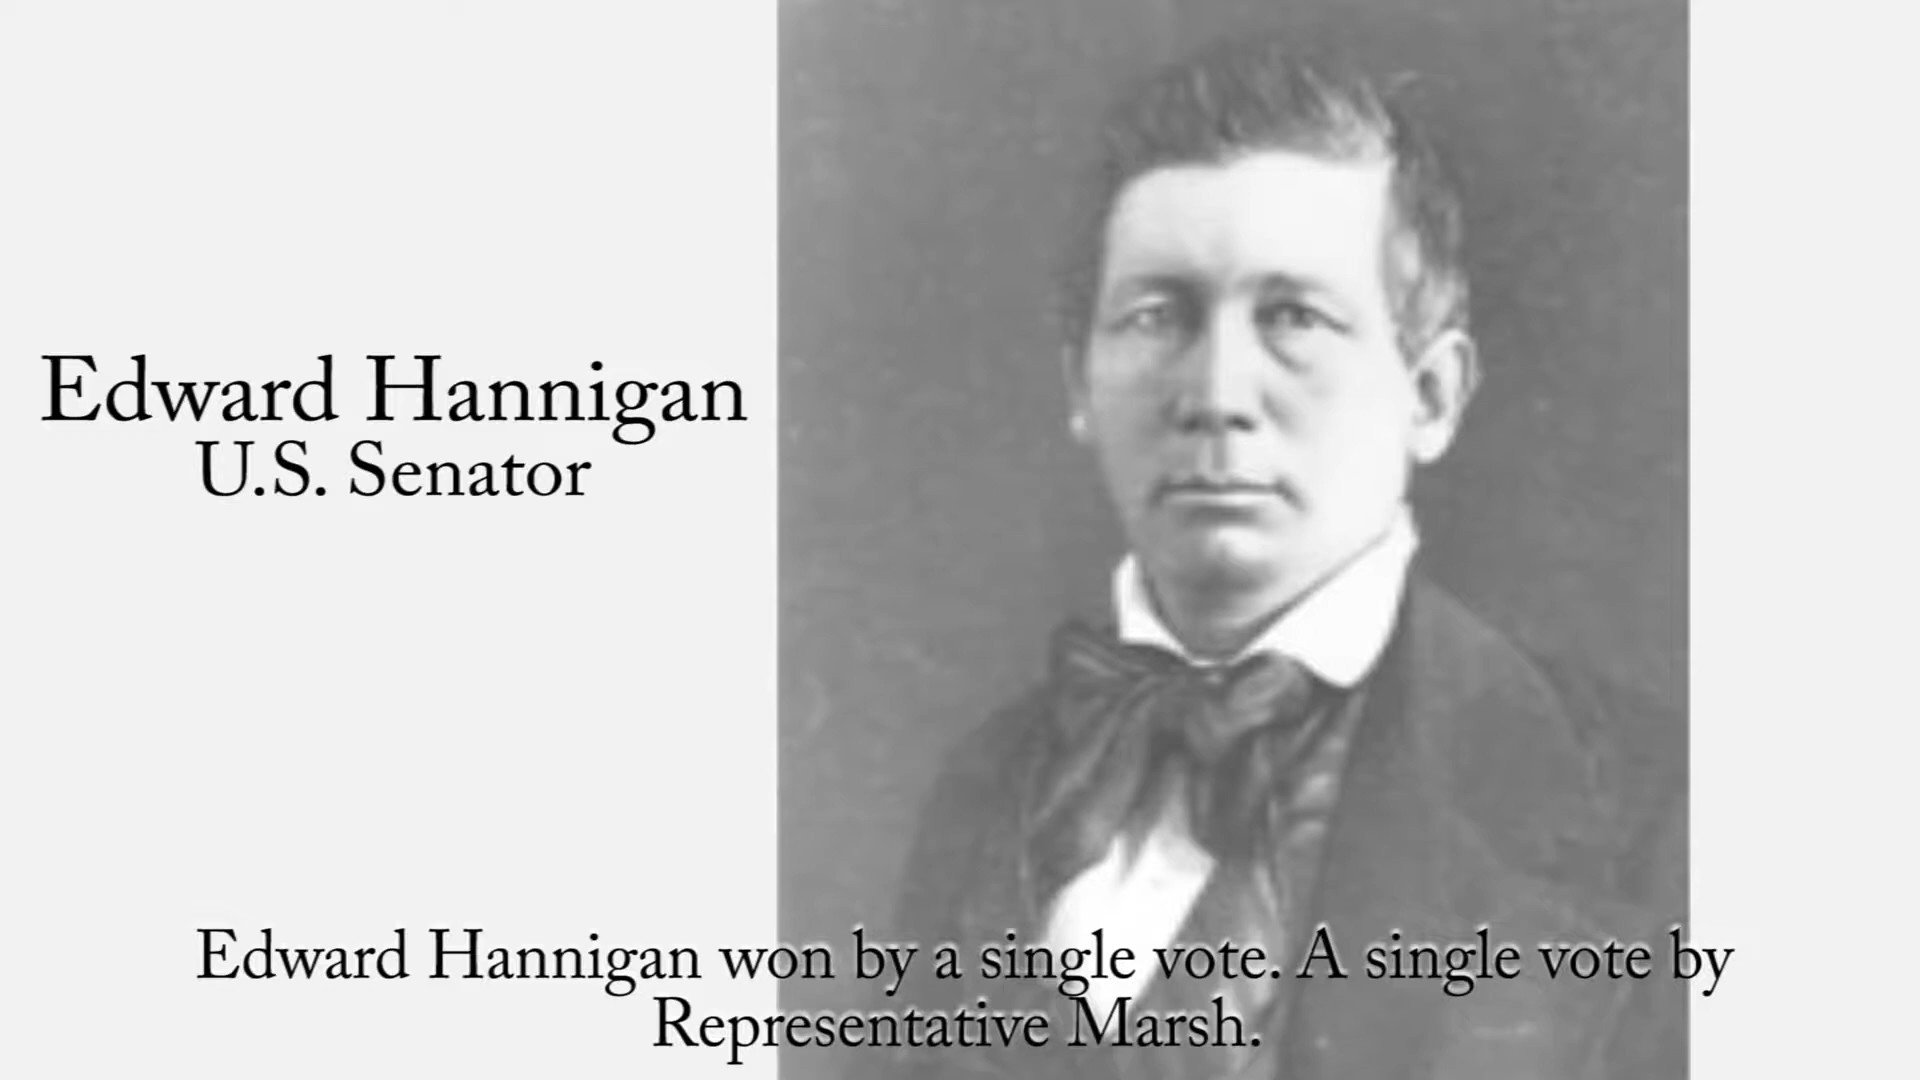 Edward Hannigan
U.S. Senator
Edward Hannigan won by a single vote. A single vote by
Representative Marsh.